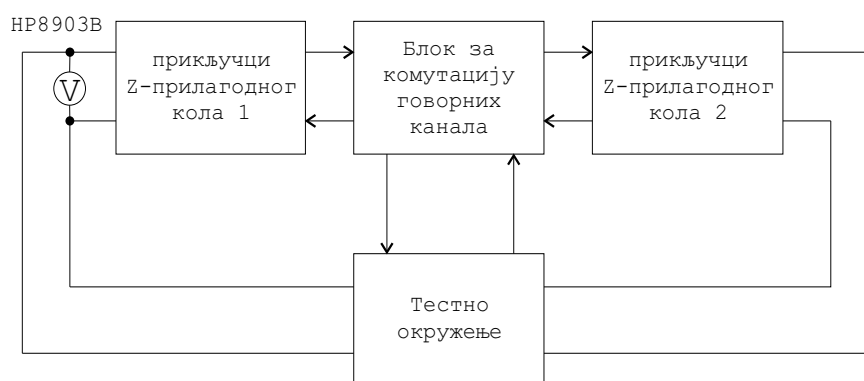 HP8903B
V
прикључци
Z-прилагодног
кола 1
Блок за
комутацију
говорних
канала
прикључци
Z-прилагодног
кола 2
Тестно
окружење